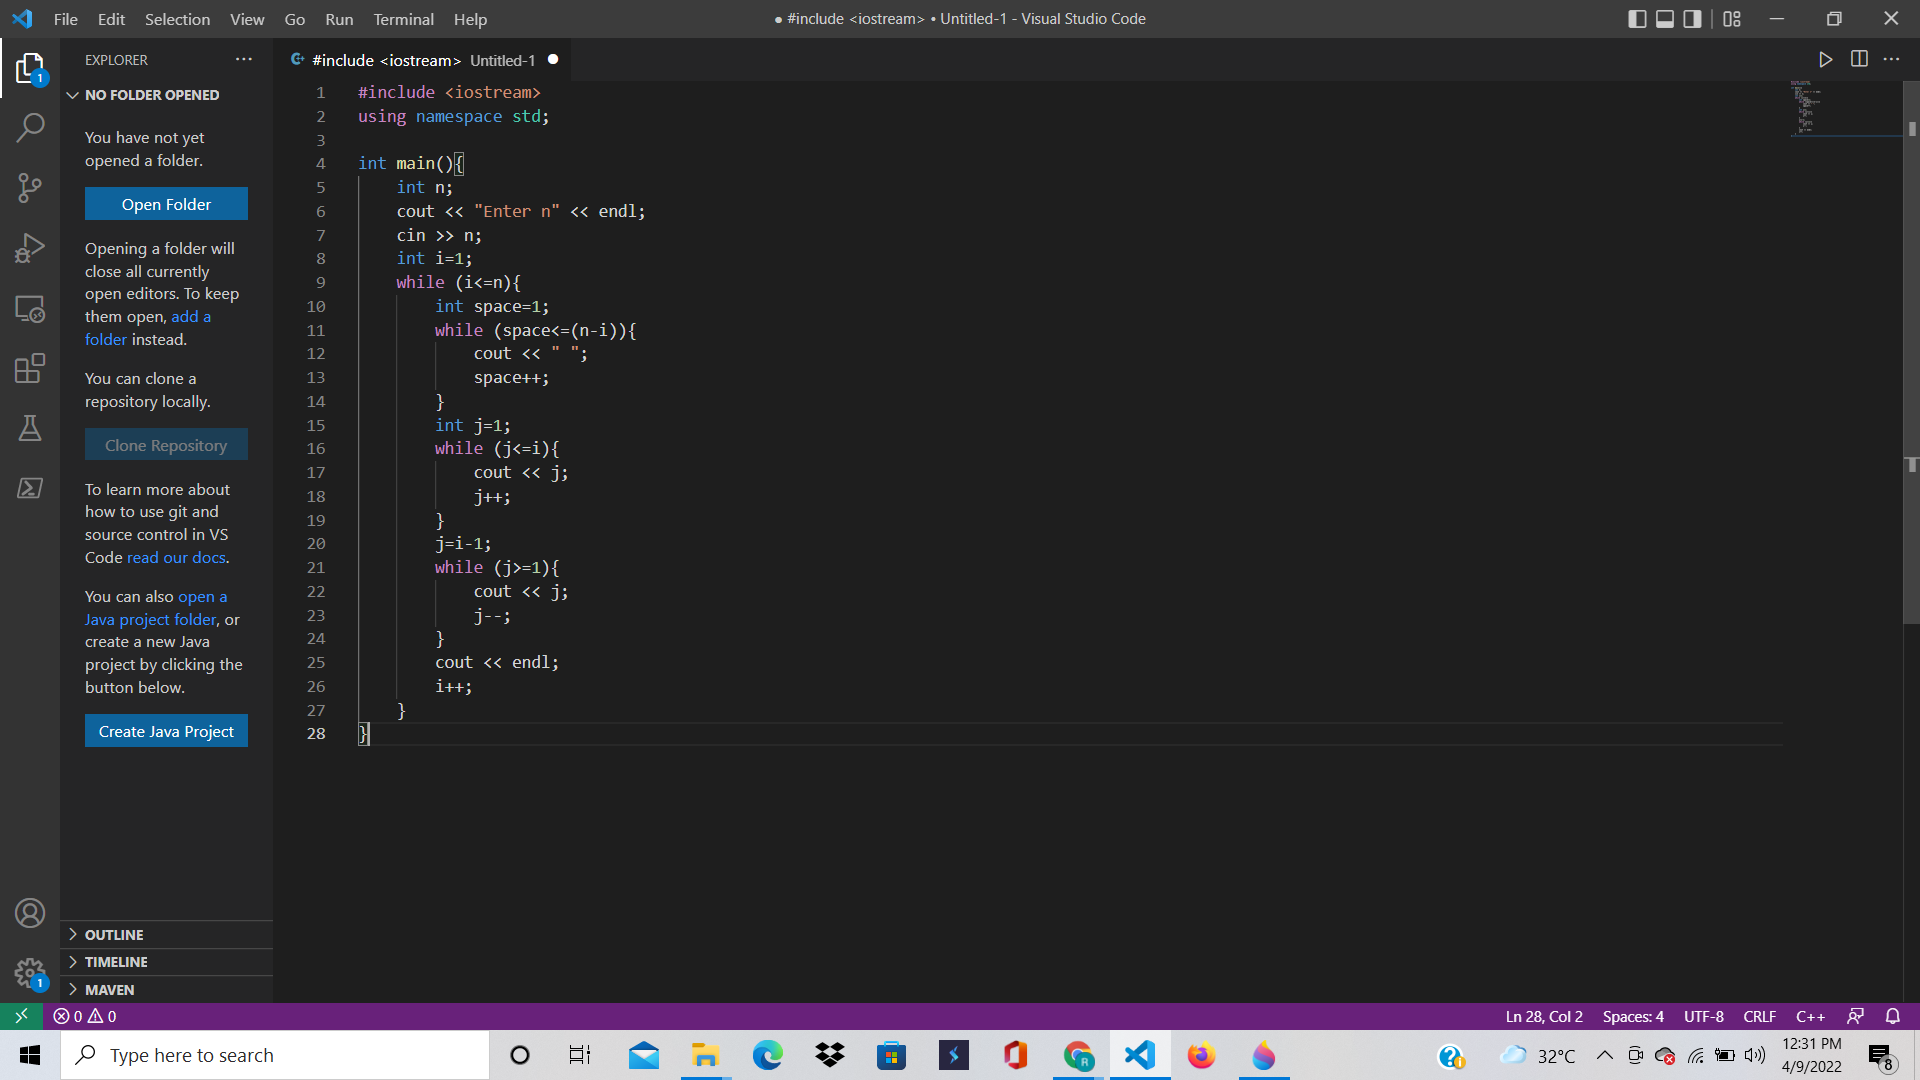 File Edit Selection View Go Run Terminal Help
● #include <iostream> • Untitled-1 - Visual Studio Code
EXPLORER
NO FOLDER OPENED
You have not yet
opened a folder.
Open Folder
Opening a folder will
close all currently
open editors. To keep
them open, add a
folder instead.
You can clone a
repository locally.
Clone Repository
To learn more about
how to use git and
source control in VS
Code read our docs.
You can also open a
Java project folder, or
create a new Java
project by clicking the
button below.
Create Java Project
OUTLINE
TIMELINE
MAVEN
1
1
#include <iostream> Untitled-1
1 #include <iostream>
2 using namespace std;
3
4 int main(){
5     int n;
6     cout << "Enter n" << endl;
7     cin >> n;
8     int i=1;
9     while (i<=n){
10         int space=1;
11         while (space<=(n-i)){
12             cout << " ";
13             space++;
14         }
15         int j=1;
16         while (j<=i){
17             cout << j;
18             j++;
19         }
20         j=i-1;
21         while (j>=1){
22             cout << j;
23             j--;
24         }
25         cout << endl;
26         i++;
27     }
28 }
0 0
Ln 28, Col 2 Spaces: 4 UTF-8 CRLF C++
Type here to search
R
32°C
12:31 PM
4/9/2022
8